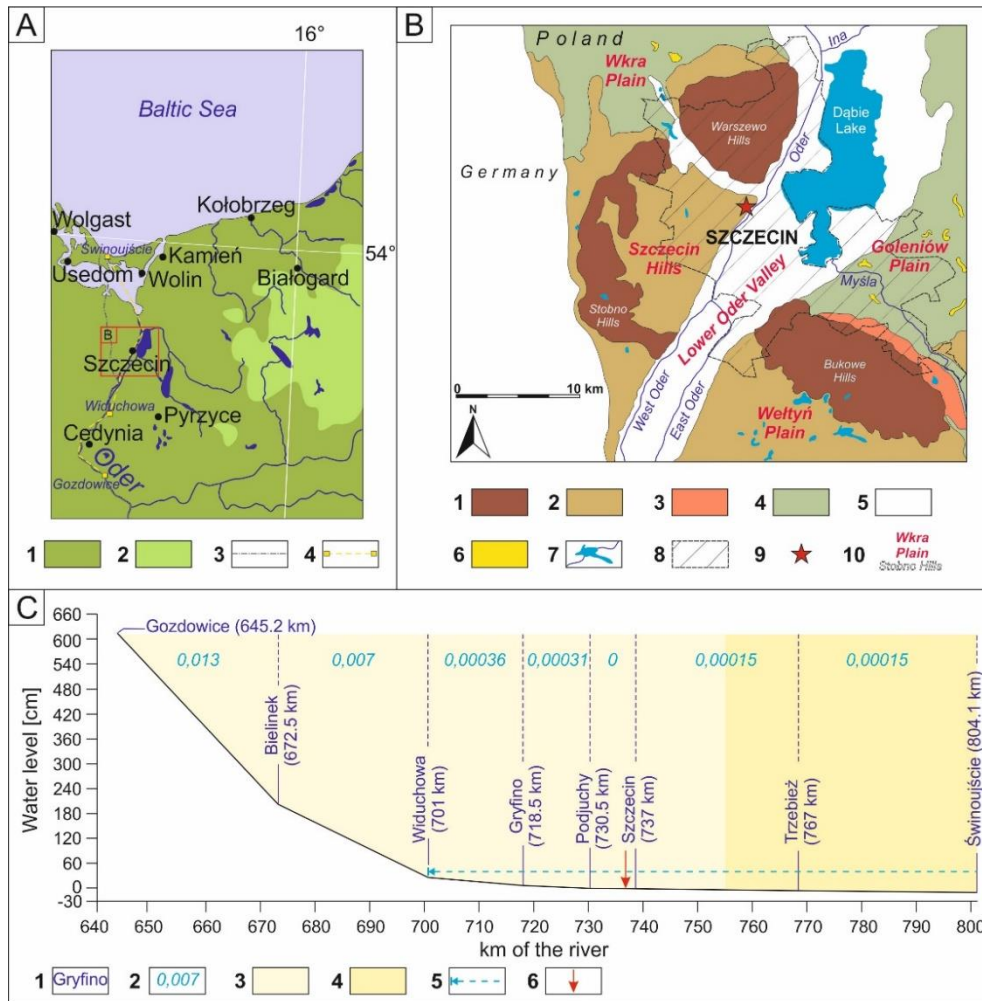 A
16°
Baltic Sea
Wolgast
Kołobrzeg
Świnoujście
Kamień
54°
Usedom
Wolin
Białogard
B
Szczecin
Widuchowa
Pyrzyce
Cedynia
Oder
Gozdowice
1 2 3 4
B
Poland
Ina
Wkra
Plain
Warszewo
Hills
Oder
Dąbie
Lake
Germany
SZCZECIN
Szczecin
Hills
Goleniów
Plain
Myśla
Stobno
Hills
Lower Oder Valley
Bukowe
Hills
0 10 km
West Oder
East Oder
Wełtyń
Plain
N
1 2 3 4 5
6 7 8 9 10 Wkra
Plain
Stobno Hills
C
660
600
540
480
420
360
300
240
180
120
60
0
-30
Water level [cm]
Gozdowice (645.2 km)
0,013 0,007 0,00036 0,00031 0 0,00015 0,00015
Bielinek
(672.5 km)
Widuchowa
(701 km)
Gryfino
(718.5 km)
Podjuchy
(730.5 km)
Szczecin
(737 km)
Trzebież
(767 km)
Świnoujście (804.1 km)
640 650 660 670 680 690 700 710 720 730 740 750 760 770 780 790 800
km of the river
1 Gryfino 2 0,007 3 4 5 6